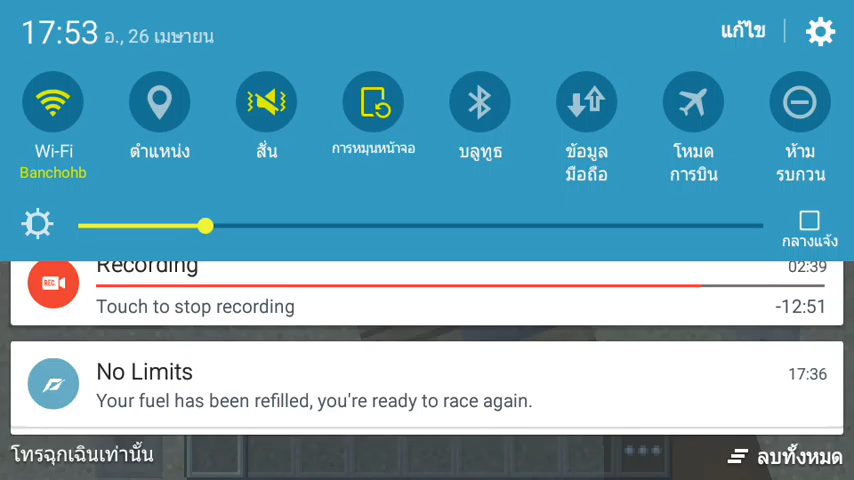 17:53 อ., 26 เมษายน
แก้ไข
Wi-Fi
Banchohb
ตำแหน่ง
สั่น
การหมุนหน้าจอ
บลูทูธ
ข้อมูล
มือถือ
โหมด
การบิน
ห้าม
รบกวน
กลางแจ้ง
REC.
Recording
02:39
Touch to stop recording
-12:51
No Limits
17:36
Your fuel has been refilled, you're ready to race again.
โทรฉุกเฉินเท่านั้น
ลบทั้งหมด